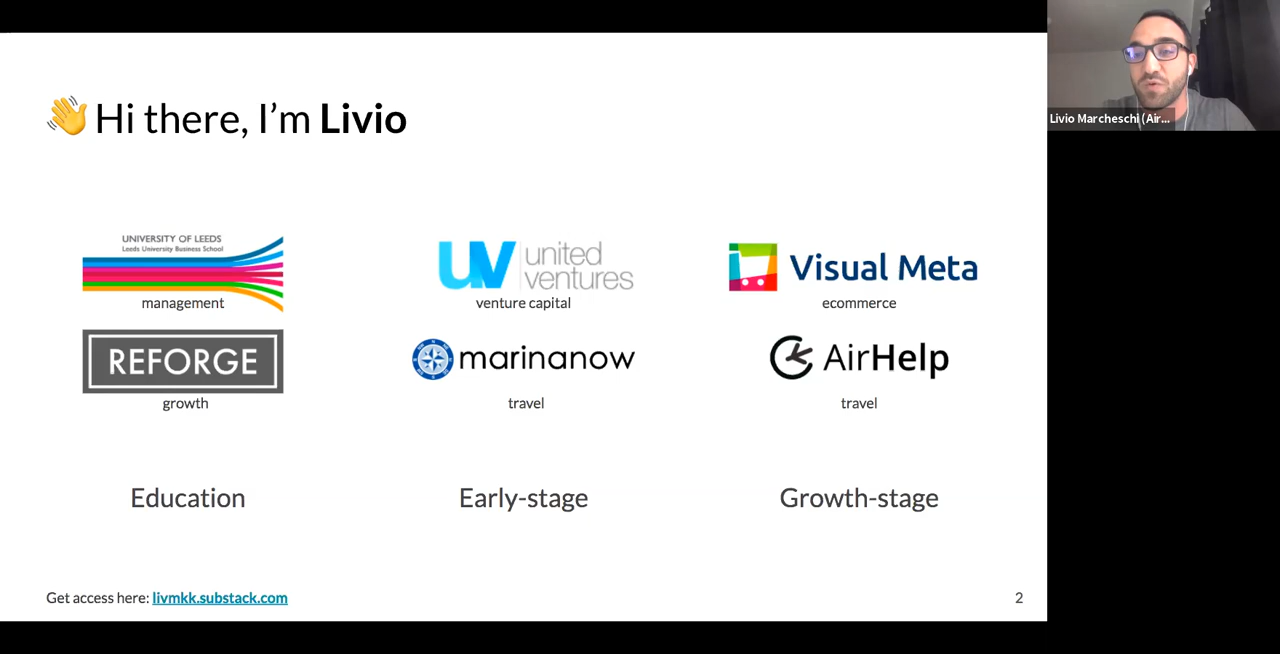 👋 Hi there, I’m Livio
UNIVERSITY OF LEEDS
Leeds University Business School
management
REFORGE
growth
Education
UV united
ventures
venture capital
marinanow
travel
Early-stage
Visual Meta
ecommerce
AirHelp
travel
Growth-stage
Get access here: livmkk.substack.com
2
Livio Marcheschi (Air...